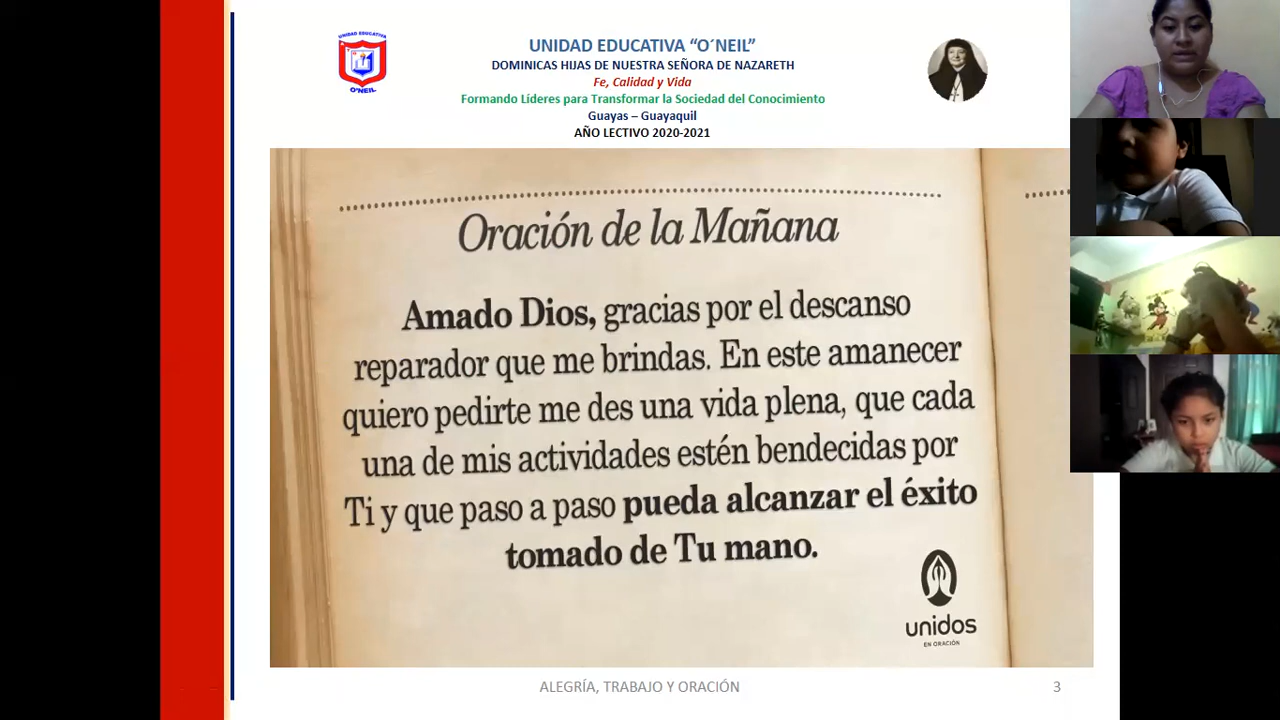 UNIDAD EDUCATIVA
O'NEIL
UNIDAD EDUCATIVA “O´NEIL”
DOMINICAS HIJAS DE NUESTRA SEÑORA DE NAZARETH
Fe, Calidad y Vida
Formando Líderes para Transformar la Sociedad del Conocimiento
Guayas – Guayaquil
AÑO LECTIVO 2020-2021
Oración de la Mañana
Amado Dios, gracias por el descanso
reparador que me brindas. En este amanecer
quiero pedirte me des una vida plena, que cada
una de mis actividades estén bendecidas por
Ti y que paso a paso pueda alcanzar el éxito
tomado de Tu mano.
unidos
EN ORACIÓN
ALEGRÍA, TRABAJO Y ORACIÓN
3